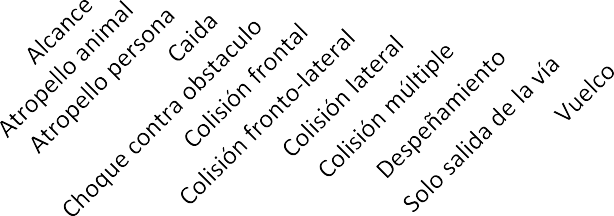 Alcance
Atropello animal
Atropello persona
Caida
Choque contra obstaculo
Colisión frontal
Colisión fronto-lateral
Colisión lateral
Colisión múltiple
Despeñamiento
Solo salida de la vía
Vuelco